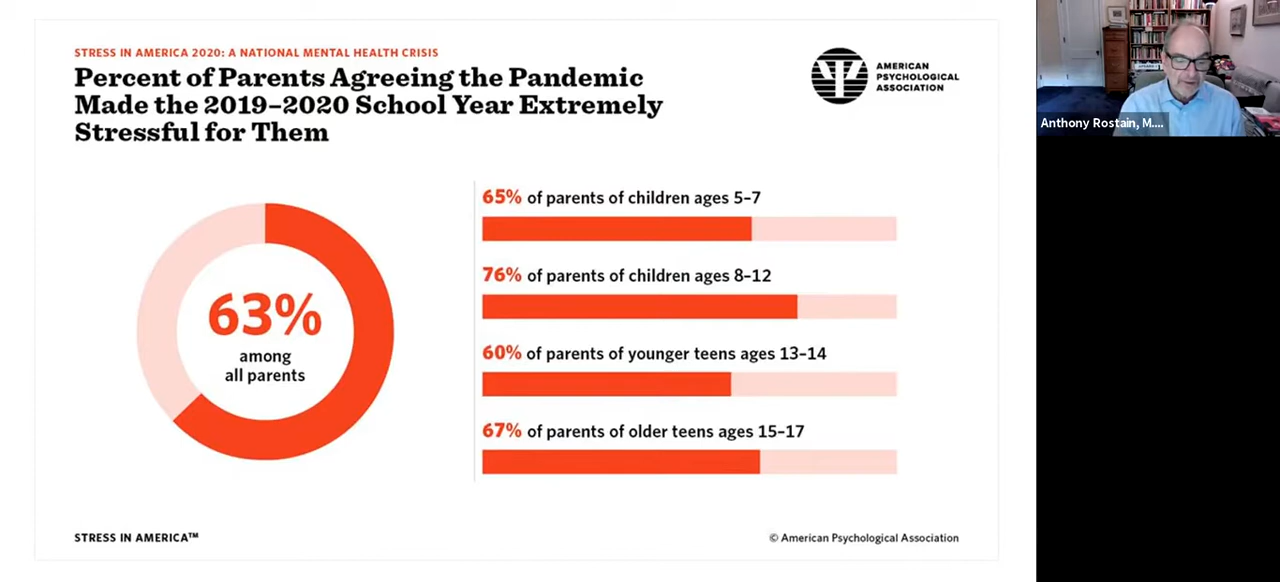 STRESS IN AMERICA 2020: A NATIONAL MENTAL HEALTH CRISIS
Percent of Parents Agreeing the Pandemic
Made the 2019–2020 School Year Extremely
Stressful for Them
AMERICAN
PSYCHOLOGICAL
ASSOCIATION
63%
among
all parents
65% of parents of children ages 5–7
76% of parents of children ages 8–12
60% of parents of younger teens ages 13–14
67% of parents of older teens ages 15–17
STRESS IN AMERICA™
© American Psychological Association
Anthony Rostain, M....